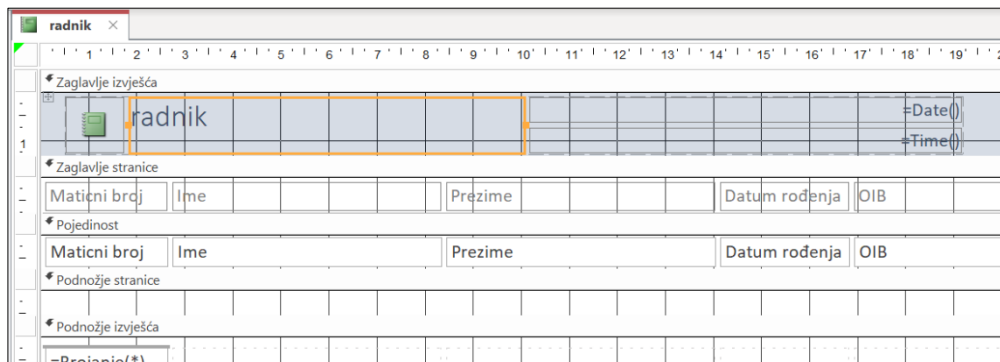 radnik ×
1 2 3 4 5 6 7 8 9 10 11 12 13 14 15 16 17 18 19
Zaglavlje izvješća
radnik =Date()
=Time()
1
Zaglavlje stranice
Maticni broj Ime Prezime Datum rođenja OIB
Pojedinost
Maticni broj Ime Prezime Datum rođenja OIB
Podnožje stranice
Podnožje izvješća
=Brojanje(*)